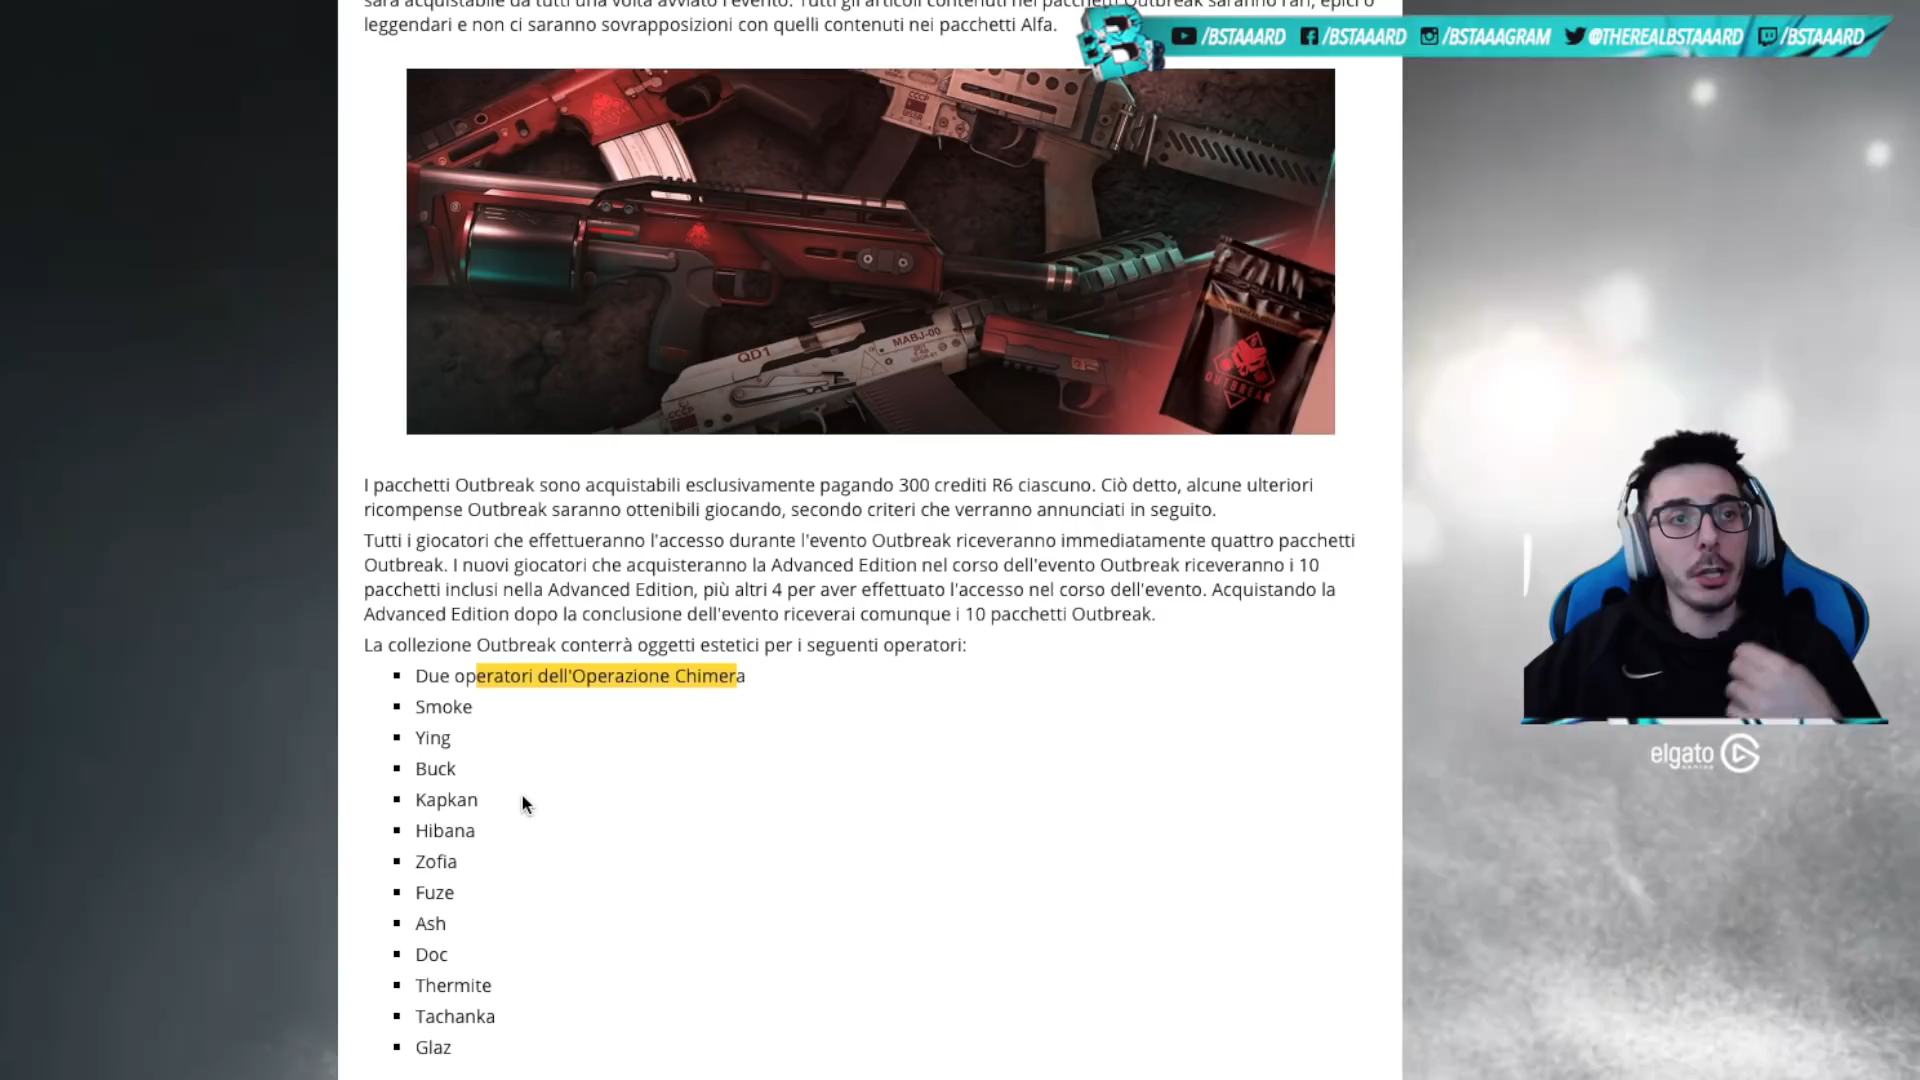 sarà acquistabile da tutti una volta avviato l'evento. Tutti gli articoli contenuti nei pacchetti Outbreak saranno rari, epici o
leggendari e non ci saranno sovrapposizioni con quelli contenuti nei pacchetti Alfa.
/BSTAAARD /BSTAAARD /BSTAAAGRAM @THEREALBSTAAARD /BSTAAARD
CCCP
QD1
MABJ-00
CCCP
OUTBREAK
I pacchetti Outbreak sono acquistabili esclusivamente pagando 300 crediti R6 ciascuno. Ciò detto, alcune ulteriori
ricompense Outbreak saranno ottenibili giocando, secondo criteri che verranno annunciati in seguito.
Tutti i giocatori che effettueranno l'accesso durante l'evento Outbreak riceveranno immediatamente quattro pacchetti
Outbreak. I nuovi giocatori che acquisteranno la Advanced Edition nel corso dell'evento Outbreak riceveranno i 10
pacchetti inclusi nella Advanced Edition, più altri 4 per aver effettuato l'accesso nel corso dell'evento. Acquistando la
Advanced Edition dopo la conclusione dell'evento riceverai comunque i 10 pacchetti Outbreak.
La collezione Outbreak conterrà oggetti estetici per i seguenti operatori:
Due operatori dell'Operazione Chimera
Smoke
Ying
Buck
Kapkan
Hibana
Zofia
Fuze
Ash
Doc
Thermite
Tachanka
Glaz
elgato